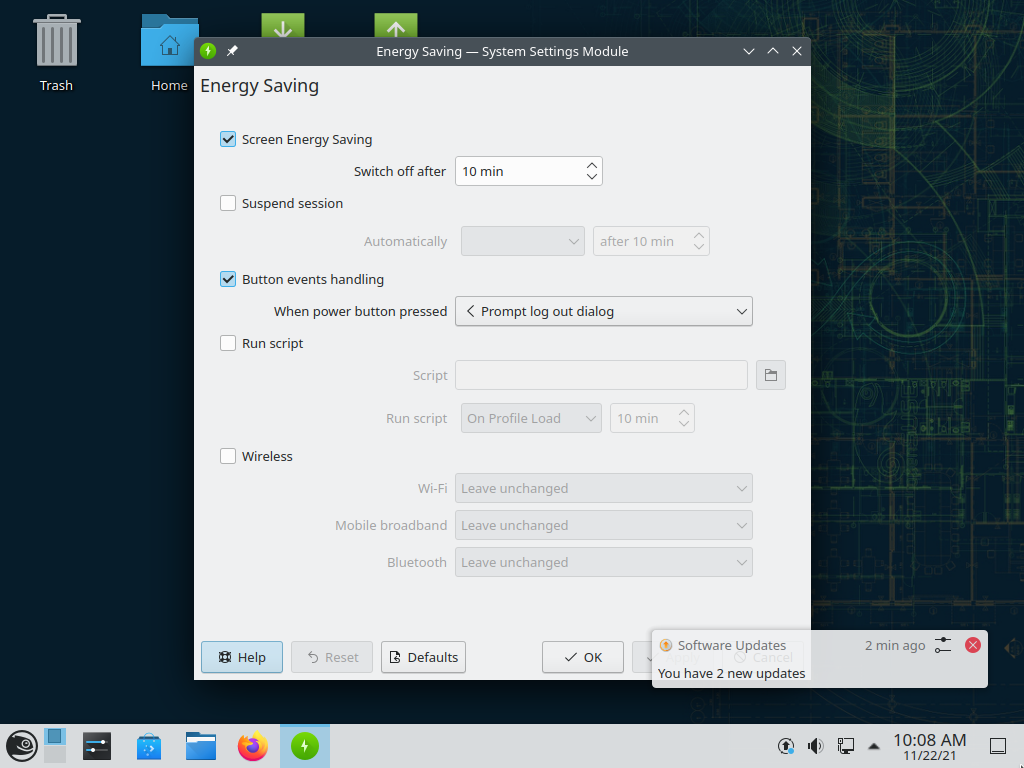 Trash
Home
Energy Saving — System Settings Module
Energy Saving
Screen Energy Saving
Switch off after 10 min
Suspend session
Automatically after 10 min
Button events handling
When power button pressed Prompt log out dialog
Run script
Script
Run script On Profile Load 10 min
Wireless
Wi-Fi Leave unchanged
Mobile broadband Leave unchanged
Bluetooth Leave unchanged
Help Reset Defaults OK Cancel
Software Updates 2 min ago
You have 2 new updates
10:08 AM
11/22/21